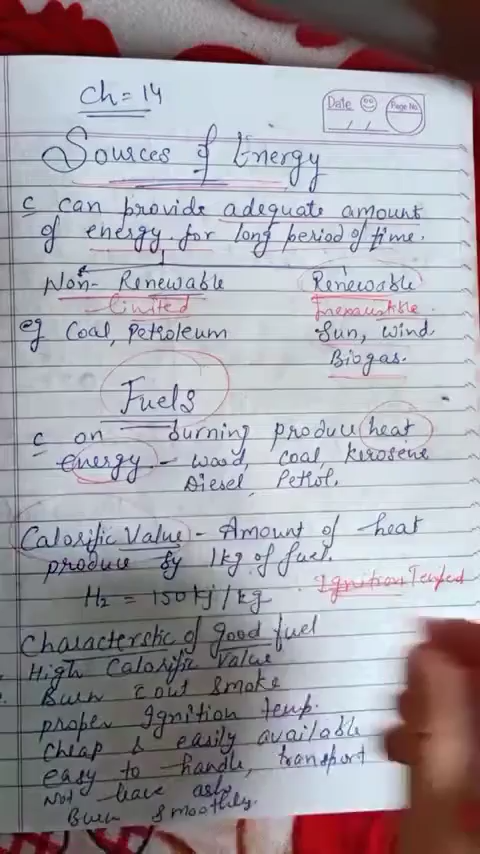 Ch = 14
Date
Page No.
Sources of Energy
c can provide adequate amount
of energy for long period of time.
Non- Renewable Renewable
Limited Inexaustible
eg Coal, Petroleum Sun, wind.
Biogas.
Fuels
c on burning produce heat
energy - wood, coal, kerosene
Diesel, Petrol.
Calorific Value - Amount of heat
produce by 1kg of fuel.
H₂ = 150 kj/kg
Ignition
Characterstic of good fuel
High Calorific Value
Burn out smoke
proper Ignition temp.
Cheap & easily available
easy to handle, transport
Not leave ash
Burn smoothly.